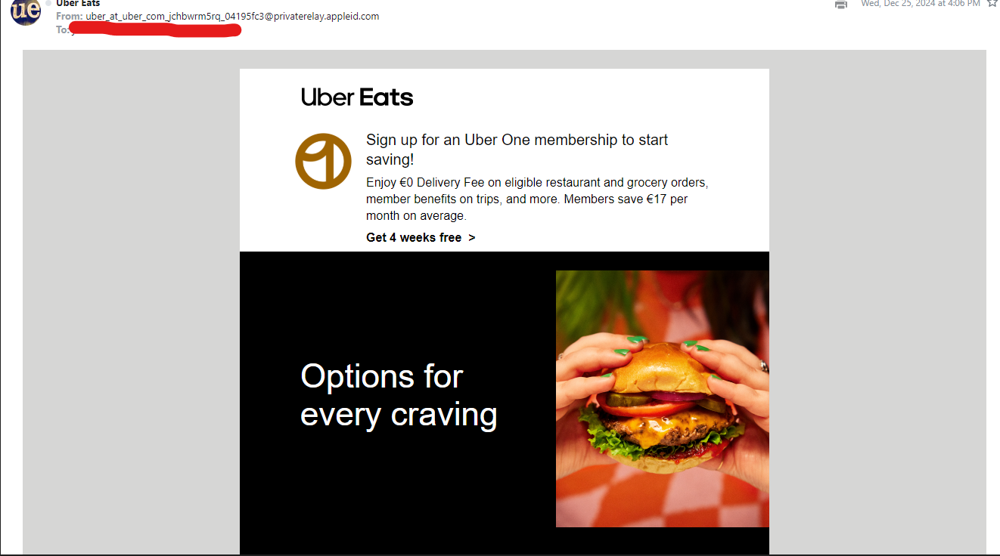 ue
Uber Eats
Wed, Dec 25, 2024 at 4:06 PM
From: uber_at_uber_com_jchbwrm5rq_04195fc3@privaterelay.appleid.com
To:
Uber Eats
Sign up for an Uber One membership to start
saving!
Enjoy €0 Delivery Fee on eligible restaurant and grocery orders,
member benefits on trips, and more. Members save €17 per
month on average.
Get 4 weeks free >
Options for
every craving